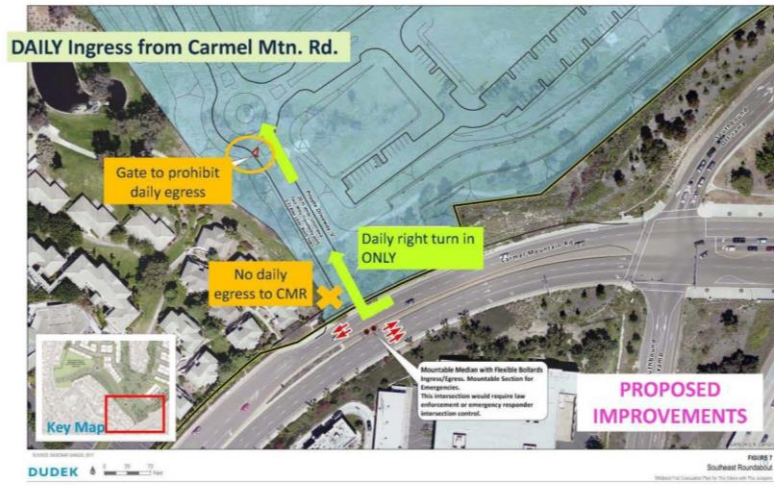 DAILY Ingress from Carmel Mtn. Rd.
Gate to prohibit
daily egress
Daily right turn in
ONLY
No daily
egress to CMR
Mountable Median with Flexible Bollards
Ingress/Egress. Mountable Section for
Emergencies.
This intersection would require law
enforcement or emergency responder
intersection control.
Key Map
PROPOSED
IMPROVEMENTS
DUDEK
FIGURE 7
Southeast Roundabout